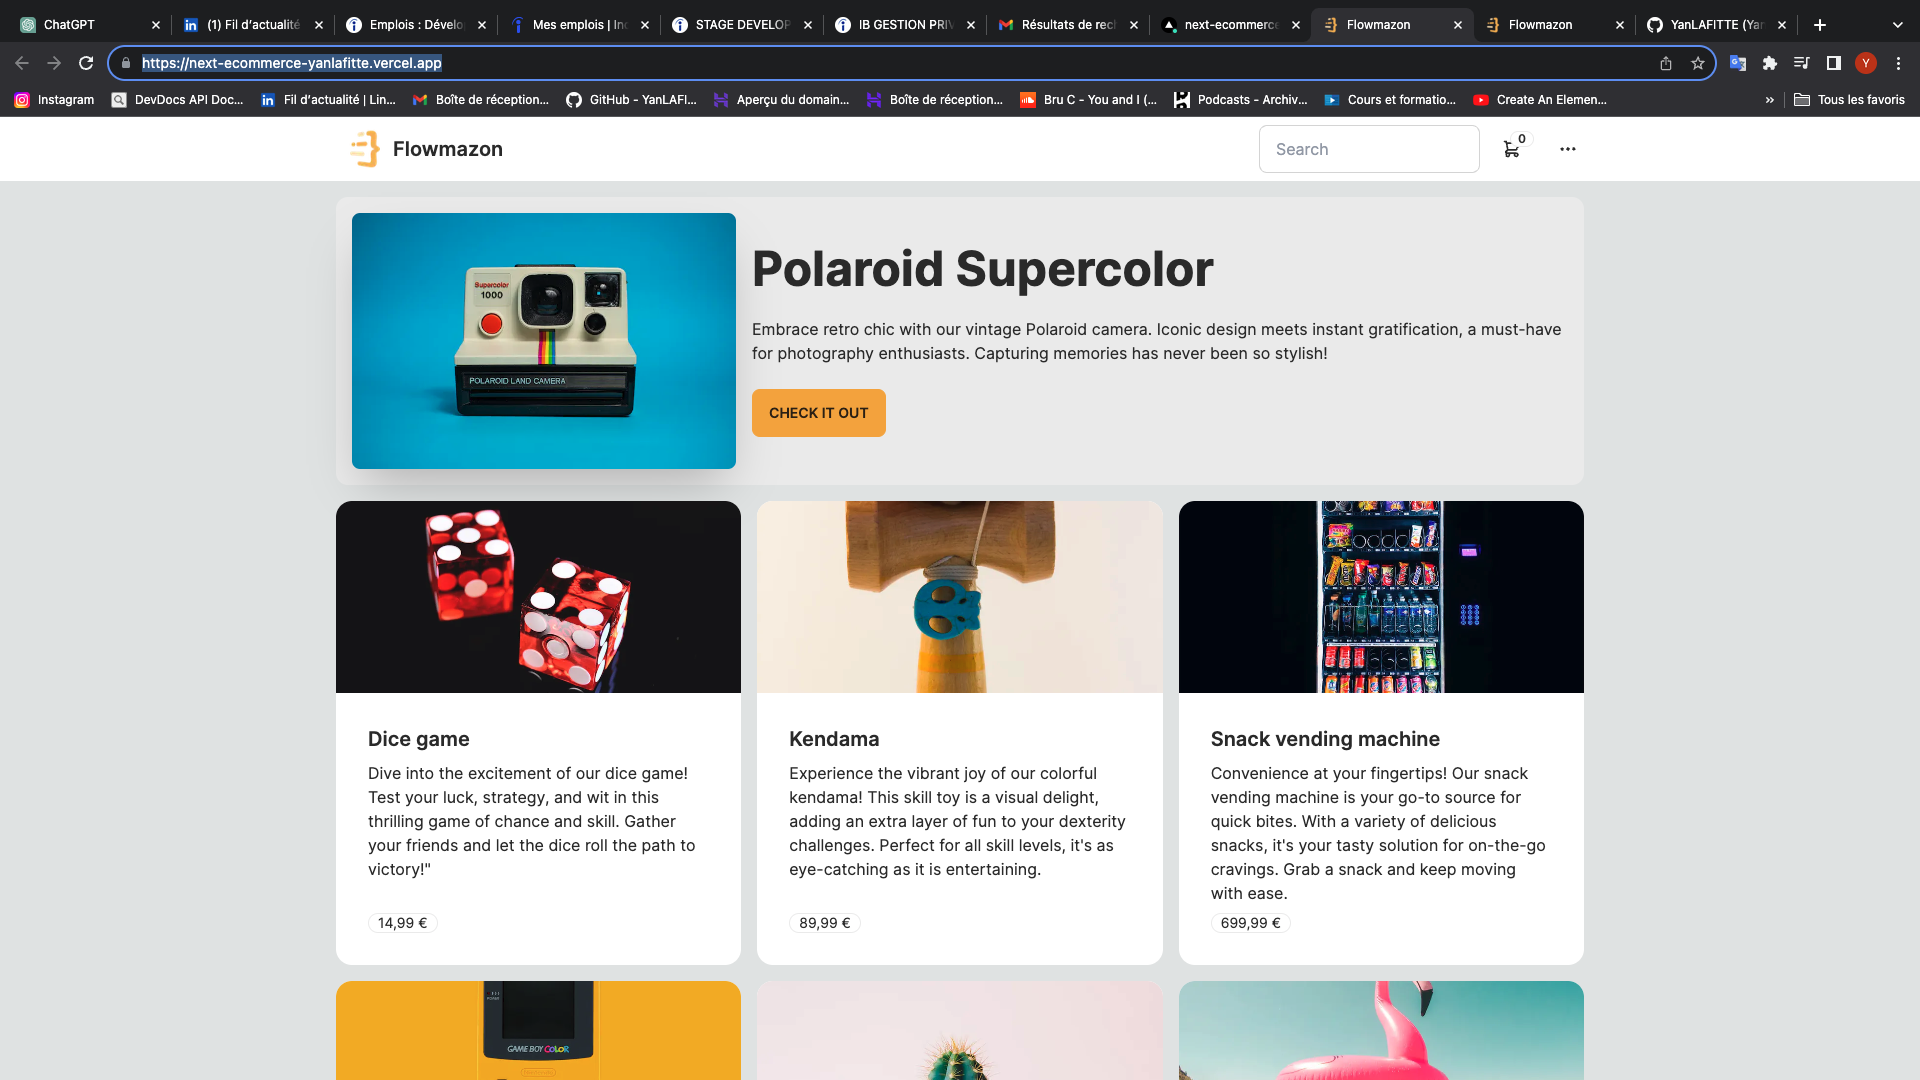 ChatGPT
(1) Fil d'actualité
Emplois : Dévelo
Mes emplois | Inc
STAGE DEVELOP
IB GESTION PRIV
Résultats de rech
next-ecommerce
Flowmazon
Flowmazon
YanLAFITTE (Yan
https://next-ecommerce-yanlafitte.vercel.app
Y
Instagram
DevDocs API Doc...
Fil d'actualité | Lin...
Boîte de réception...
GitHub - YanLAFI...
Aperçu du domain...
Boîte de réception...
Bru C - You and I (...
Podcasts - Archiv...
Cours et formatio...
Create An Elemen...
»
Tous les favoris
Flowmazon
Search
0
Supercolor
1000
POLAROID LAND CAMERA
Polaroid Supercolor
Embrace retro chic with our vintage Polaroid camera. Iconic design meets instant gratification, a must-have
for photography enthusiasts. Capturing memories has never been so stylish!
CHECK IT OUT
Dice game
Dive into the excitement of our dice game!
Test your luck, strategy, and wit in this
thrilling game of chance and skill. Gather
your friends and let the dice roll the path to
victory!"
14,99 €
Kendama
Experience the vibrant joy of our colorful
kendama! This skill toy is a visual delight,
adding an extra layer of fun to your dexterity
challenges. Perfect for all skill levels, it's as
eye-catching as it is entertaining.
89,99 €
Snack vending machine
Convenience at your fingertips! Our snack
vending machine is your go-to source for
quick bites. With a variety of delicious
snacks, it's your tasty solution for on-the-go
cravings. Grab a snack and keep moving
with ease.
699,99 €
GAME BOY COLOR
Nintendo